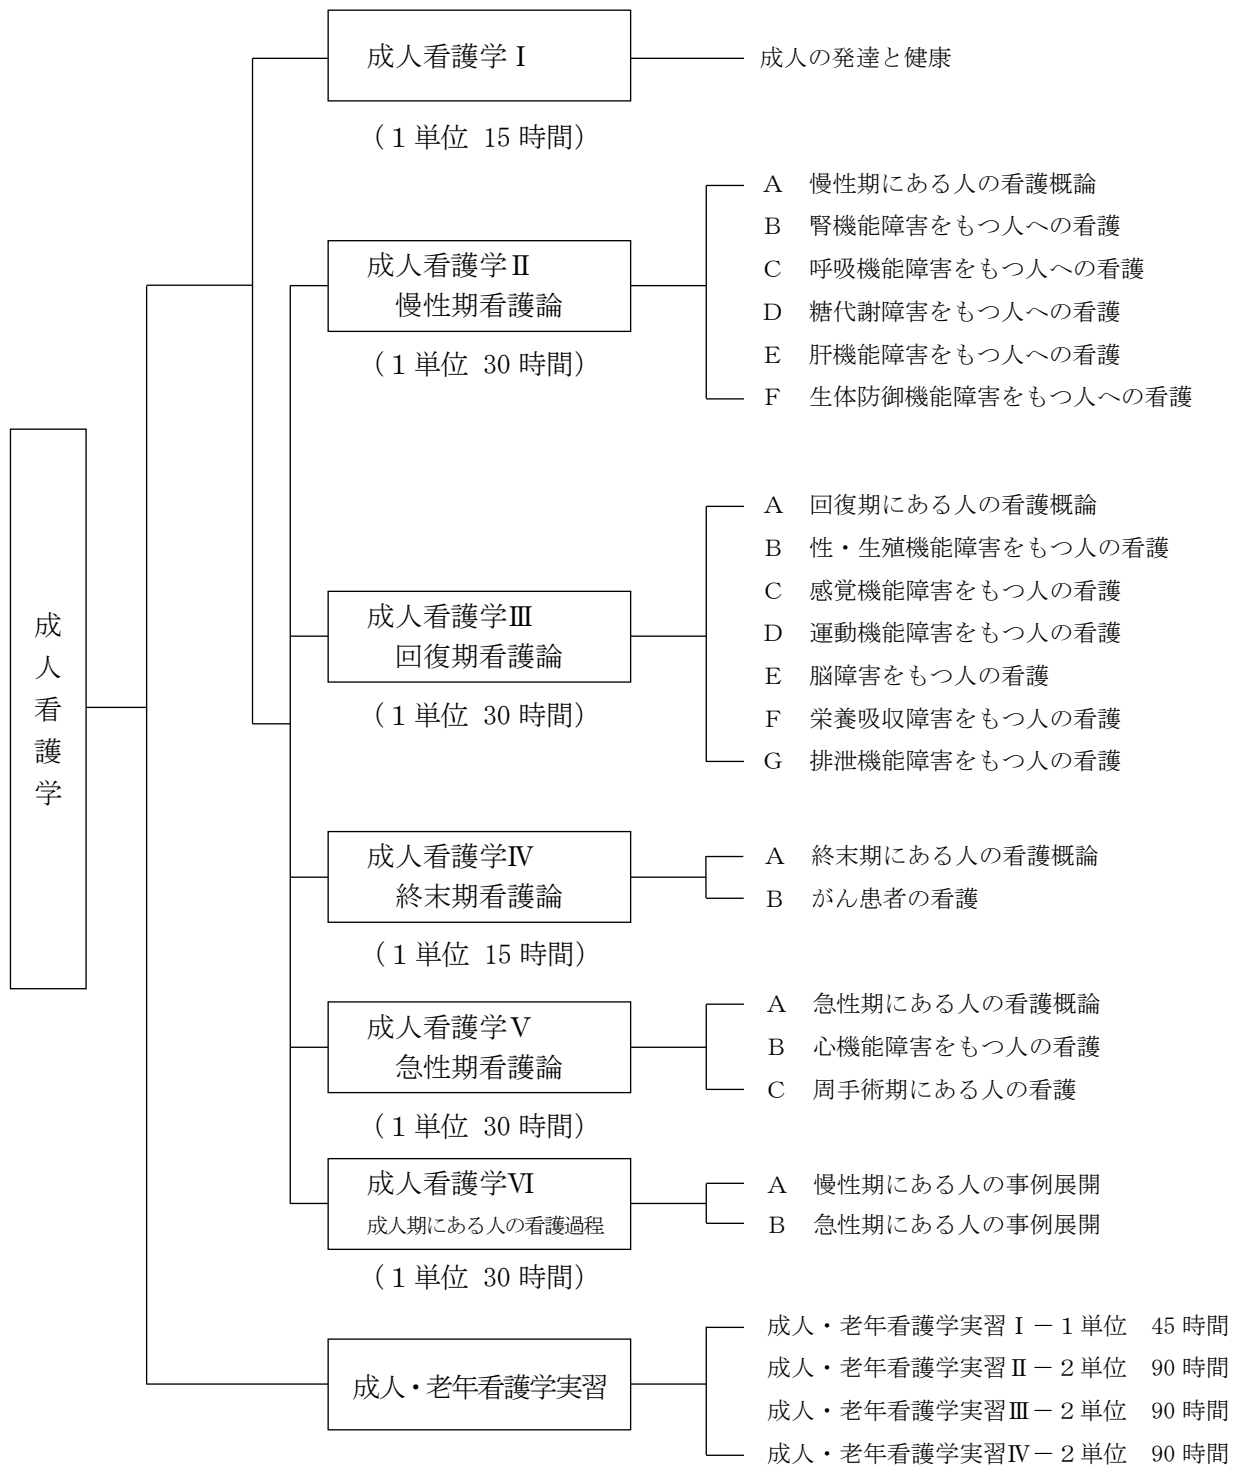 成人看護学
成人看護学Ⅰ
（１単位 15 時間）
成人の発達と健康
成人看護学Ⅱ
慢性期看護論
（１単位 30 時間）
A 慢性期にある人の看護概論
B 腎機能障害をもつ人への看護
C 呼吸機能障害をもつ人への看護
D 糖代謝障害をもつ人への看護
E 肝機能障害をもつ人への看護
F 生体防御機能障害をもつ人への看護
成人看護学Ⅲ
回復期看護論
（１単位 30 時間）
A 回復期にある人の看護概論
B 性・生殖機能障害をもつ人の看護
C 感覚機能障害をもつ人の看護
D 運動機能障害をもつ人の看護
E 脳障害をもつ人の看護
F 栄養吸収障害をもつ人の看護
G 排泄機能障害をもつ人の看護
成人看護学Ⅳ
終末期看護論
（１単位 15 時間）
A 終末期にある人の看護概論
B がん患者の看護
成人看護学Ⅴ
急性期看護論
（１単位 30 時間）
A 急性期にある人の看護概論
B 心機能障害をもつ人の看護
C 周手術期にある人の看護
成人看護学Ⅵ
成人期にある人の看護過程
（１単位 30 時間）
A 慢性期にある人の事例展開
B 急性期にある人の事例展開
成人・老年看護学実習
成人・老年看護学実習Ⅰ－１単位 45 時間
成人・老年看護学実習Ⅱ－２単位 90 時間
成人・老年看護学実習Ⅲ－２単位 90 時間
成人・老年看護学実習Ⅳ－２単位 90 時間